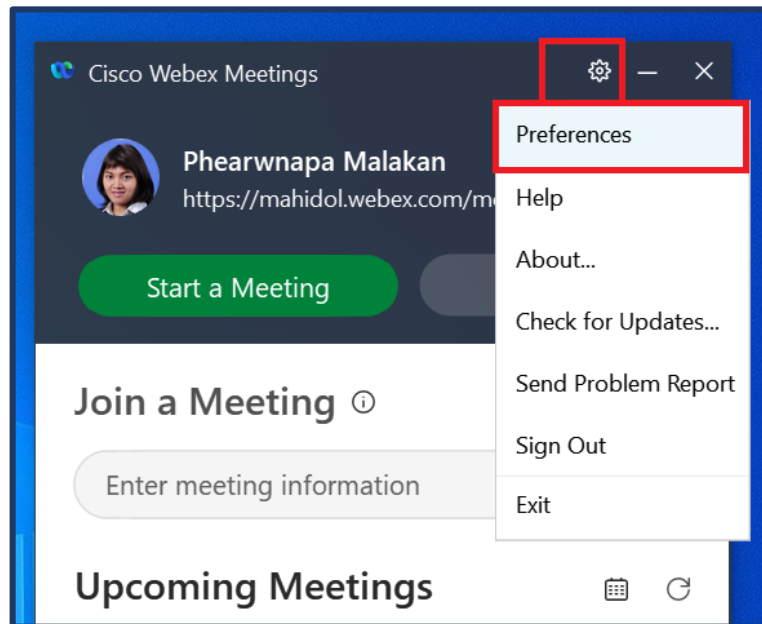 Cisco Webex Meetings
Preferences
Phearwnapa Malakan
https://mahidol.webex.com/m
Help
About...
Start a Meeting
Check for Updates...
Send Problem Report
Join a Meeting
Sign Out
Enter meeting information
Exit
Upcoming Meetings